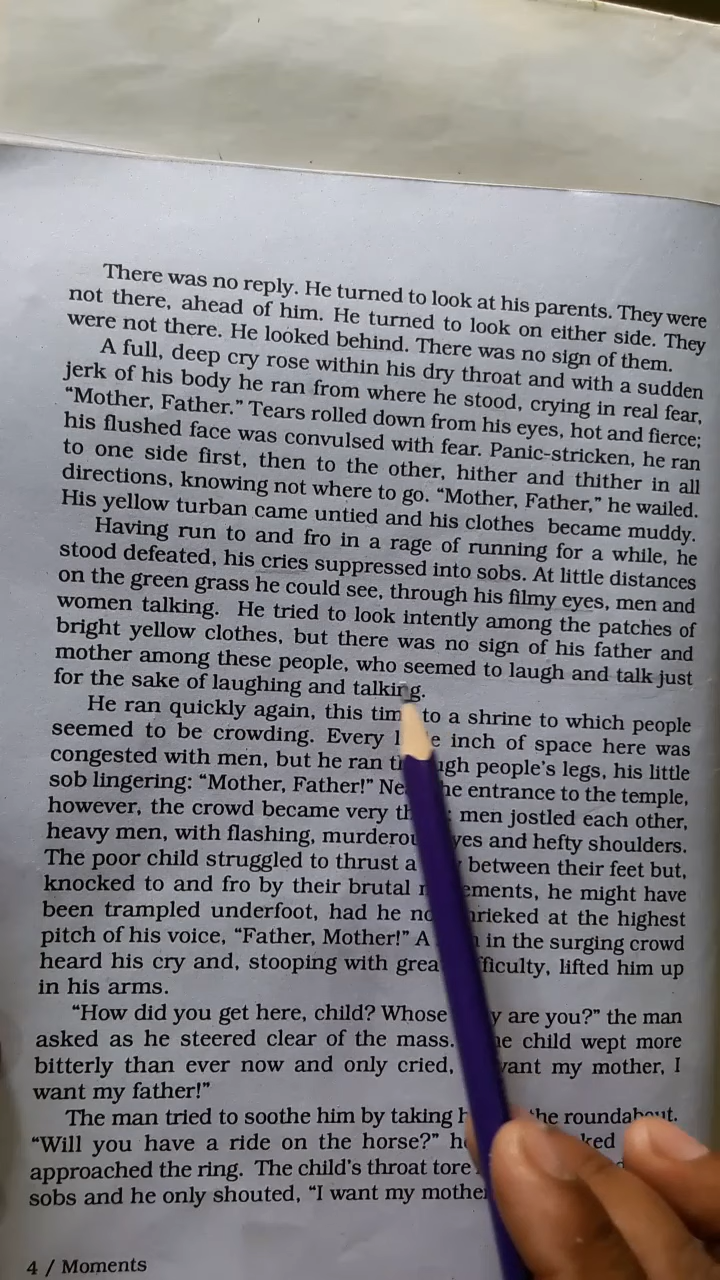 There was no reply. He turned to look at his parents. They were
not there, ahead of him. He turned to look on either side. They
were not there. He looked behind. There was no sign of them.
A full, deep cry rose within his dry throat and with a sudden
jerk of his body he ran from where he stood, crying in real fear,
“Mother, Father.” Tears rolled down from his eyes, hot and fierce;
his flushed face was convulsed with fear. Panic-stricken, he ran
to one side first, then to the other, hither and thither in all
directions, knowing not where to go. “Mother, Father,” he wailed.
His yellow turban came untied and his clothes became muddy.
Having run to and fro in a rage of running for a while, he
stood defeated, his cries suppressed into sobs. At little distances
on the green grass he could see, through his filmy eyes, men and
women talking. He tried to look intently among the patches of
bright yellow clothes, but there was no sign of his father and
mother among these people, who seemed to laugh and talk just
for the sake of laughing and talking.
He ran quickly again, this time to a shrine to which people
seemed to be crowding. Every inch of space here was
congested with men, but he ran through people’s legs, his little
sob lingering: “Mother, Father!” the entrance to the temple,
however, the crowd became very men jostled each other,
heavy men, with flashing, murderous eyes and hefty shoulders.
The poor child struggled to thrust a between their feet but,
knocked to and fro by their brutal movements, he might have
been trampled underfoot, had he not shrieked at the highest
pitch of his voice, “Father, Mother!” A in the surging crowd
heard his cry and, stooping with great difficulty, lifted him up
in his arms.
“How did you get here, child? Whose are you?” the man
asked as he steered clear of the mass. The child wept more
bitterly than ever now and only cried, want my mother, I
want my father!”
The man tried to soothe him by taking the roundabout.
“Will you have a ride on the horse?” he
approached the ring. The child’s throat tore
sobs and he only shouted, “I want my mother
4 / Moments